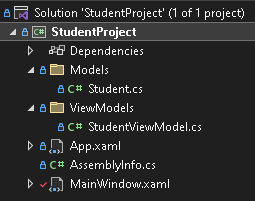 Solution 'StudentProject' (1 of 1 project)
C# StudentProject
Dependencies
Models
C# Student.cs
ViewModels
C# StudentViewModel.cs
App.xaml
C# AssemblyInfo.cs
MainWindow.xaml